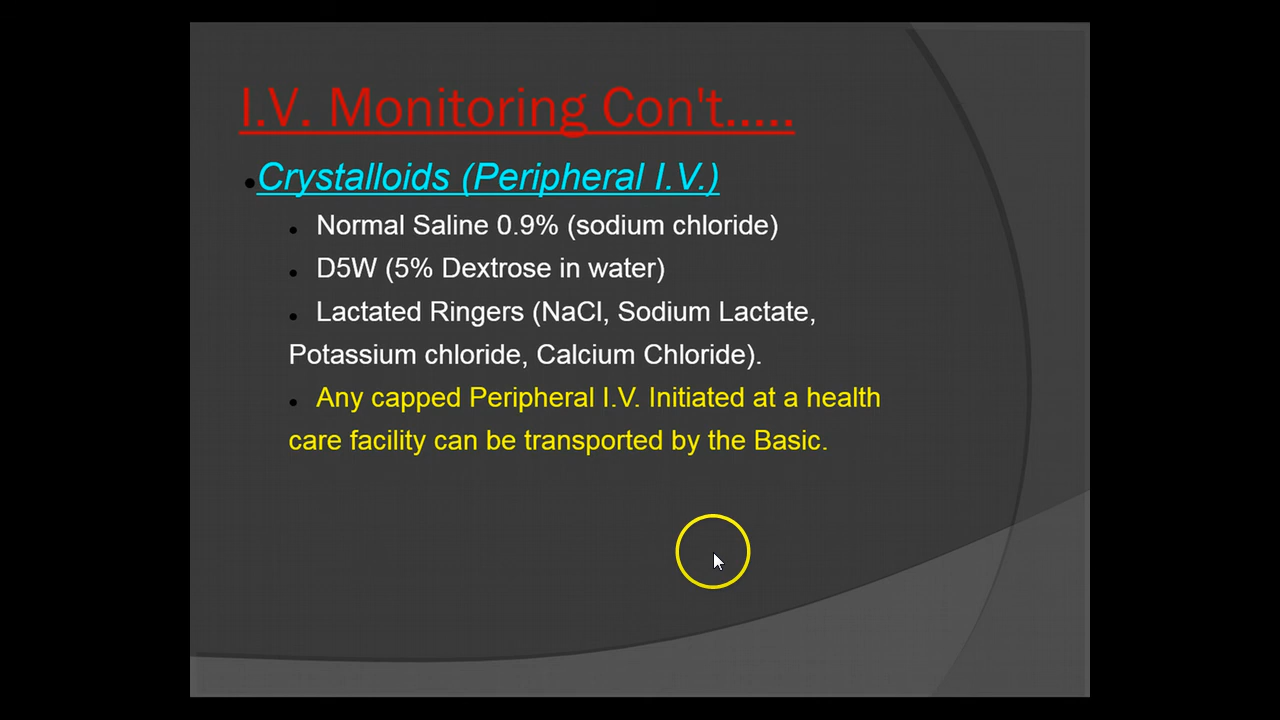 I.V. Monitoring Con't.....
•Crystalloids (Peripheral I.V.)
• Normal Saline 0.9% (sodium chloride)
• D5W (5% Dextrose in water)
• Lactated Ringers (NaCl, Sodium Lactate,
Potassium chloride, Calcium Chloride).
• Any capped Peripheral I.V. Initiated at a health
care facility can be transported by the Basic.